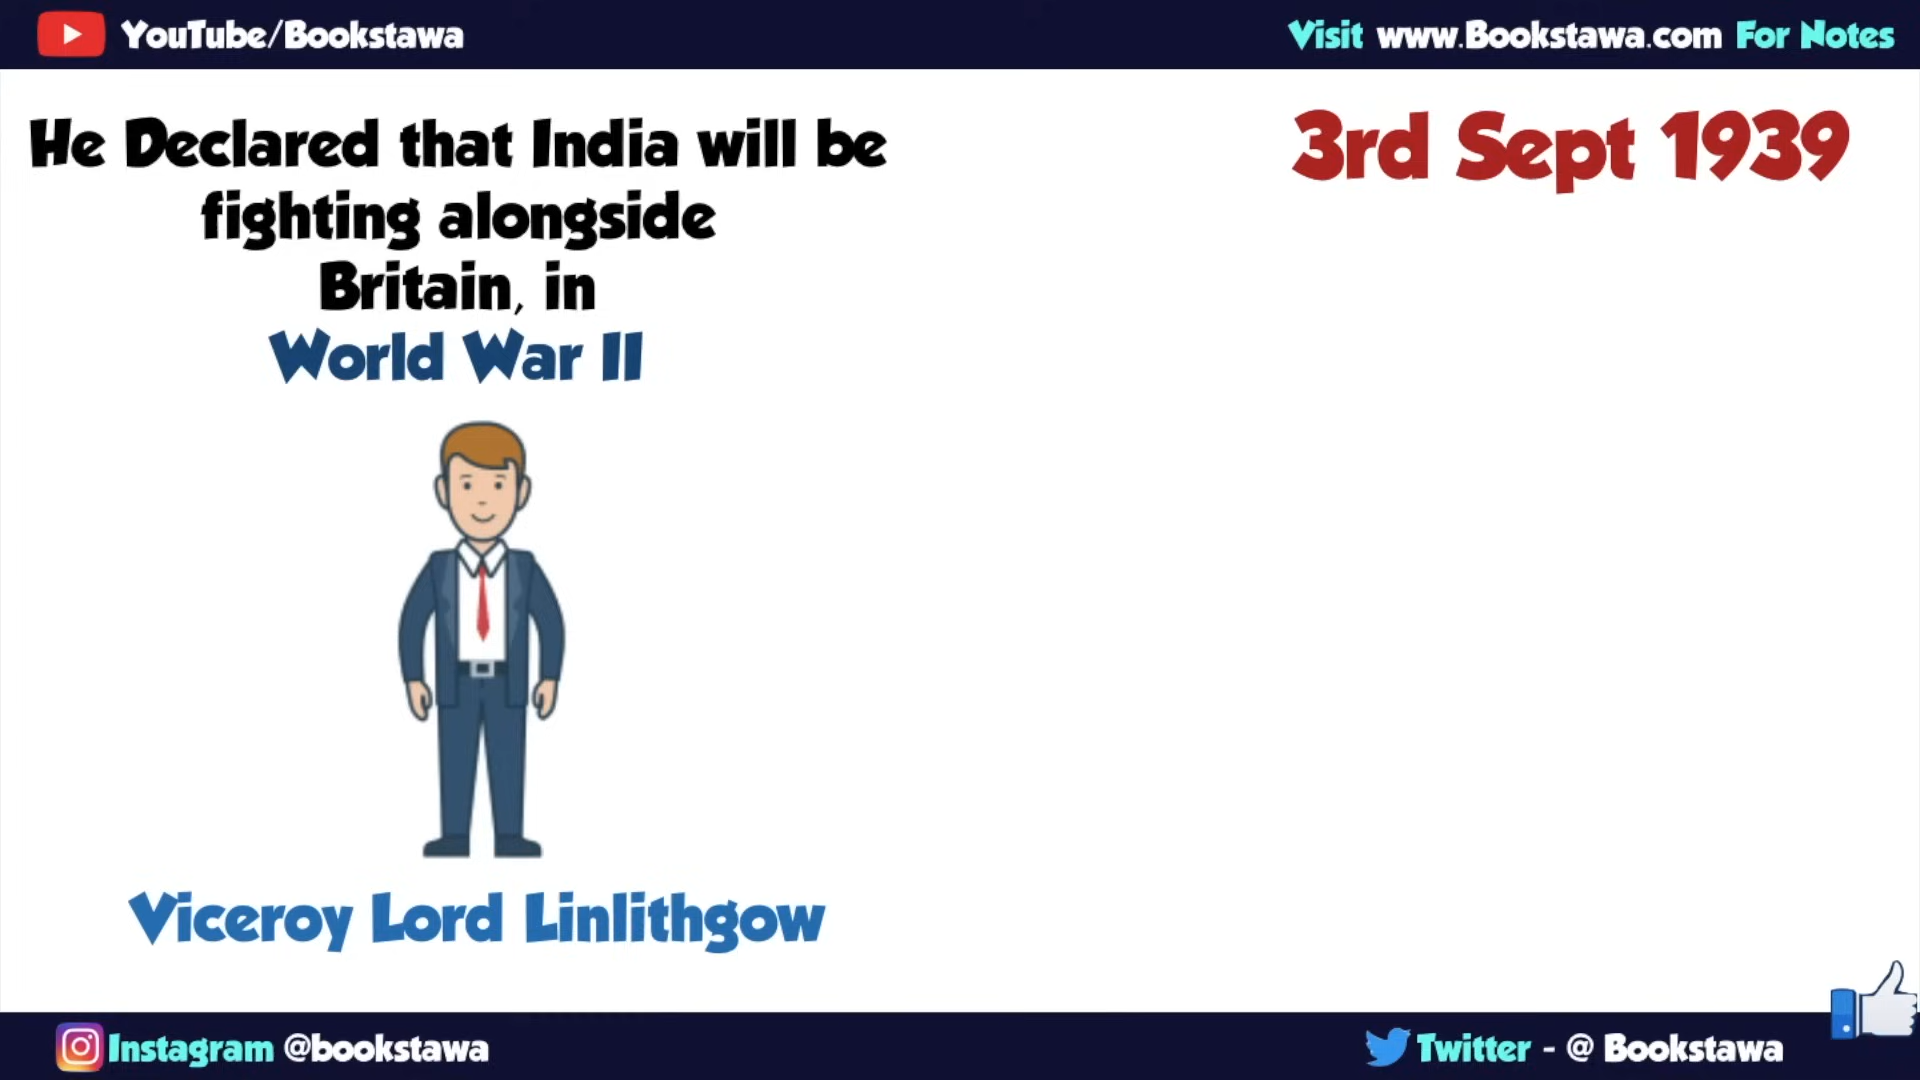 YouTube/Bookstawa
Visit www.Bookstawa.com For Notes
He Declared that India will be
fighting alongside
Britain, in
World War II
3rd Sept 1939
Viceroy Lord Linlithgow
Instagram @bookstawa
Twitter - @ Bookstawa